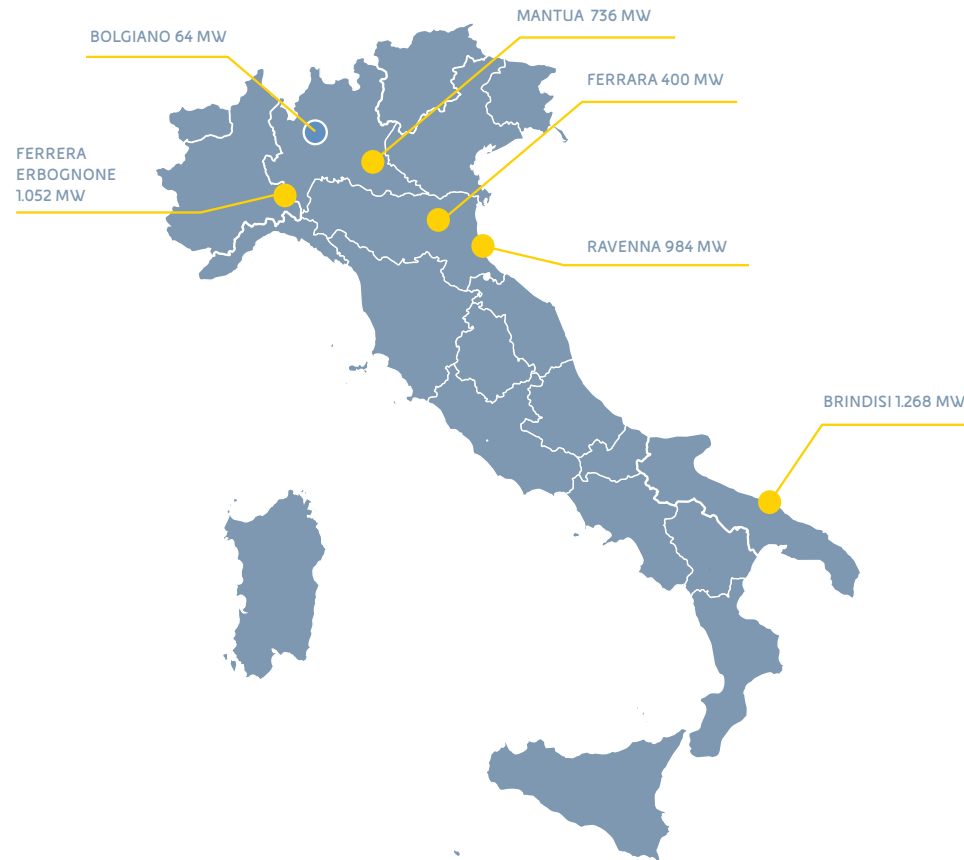 MANTUA 736 MW
BOLGIANO 64 MW
FERRARA 400 MW
FERRERA
ERBOGNONE
1.052 MW
RAVENNA 984 MW
BRINDISI 1.268 MW